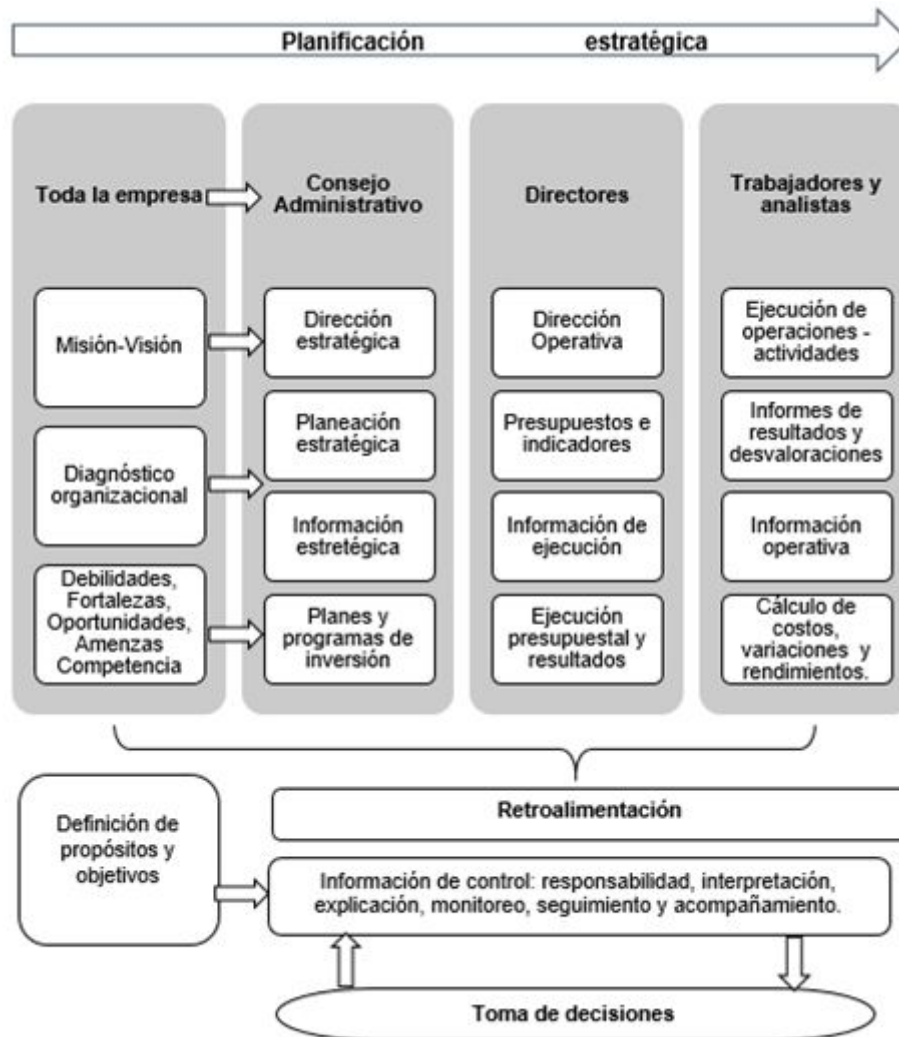 Planificación estratégica
Toda la empresa
Misión-Visión
Diagnóstico
organizacional
Debilidades,
Fortalezas,
Oportunidades,
Amenzas
Competencia
Consejo
Administrativo
Dirección
estratégica
Planeación
estratégica
Información
estretégica
Planes y
programas de
inversión
Directores
Dirección
Operativa
Presupuestos e
indicadores
Información de
ejecución
Ejecución
presupuestal y
resultados
Trabajadores y
analistas
Ejecución de
operaciones -
actividades
Informes de
resultados y
desvaloraciones
Información
operativa
Cálculo de
costos,
variaciones y
rendimientos.
Definición de
propósitos y
objetivos
Retroalimentación
Información de control: responsabilidad, interpretación,
explicación, monitoreo, seguimiento y acompañamiento.
Toma de decisiones